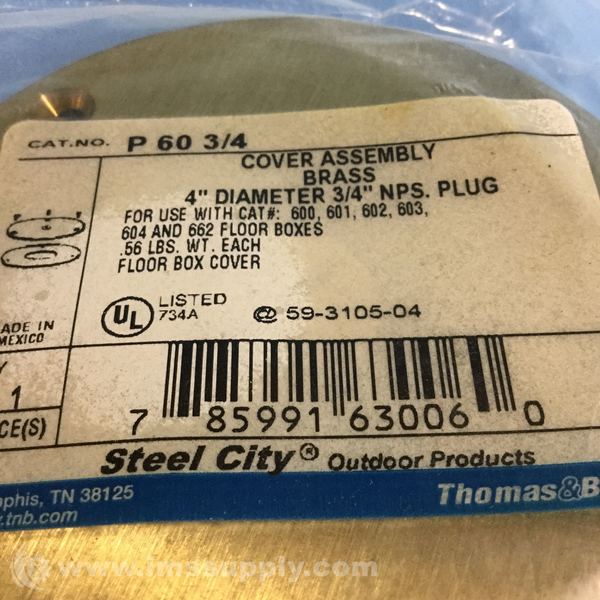 CAT.NO. P 60 3/4
COVER ASSEMBLY
BRASS
4" DIAMETER 3/4" NPS. PLUG
FOR USE WITH CAT#: 600, 601, 602, 603,
604 AND 662 FLOOR BOXES
.56 LBS. WT. EACH
FLOOR BOX COVER
UL LISTED
734A
@ 59-3105-04
ADE IN
MEXICO
Y
1
CE(S)
7 85991 63006 0
Steel City® Outdoor Products
phis, TN 38125
.tnb.com
Thomas&B
© www.imssupply.com